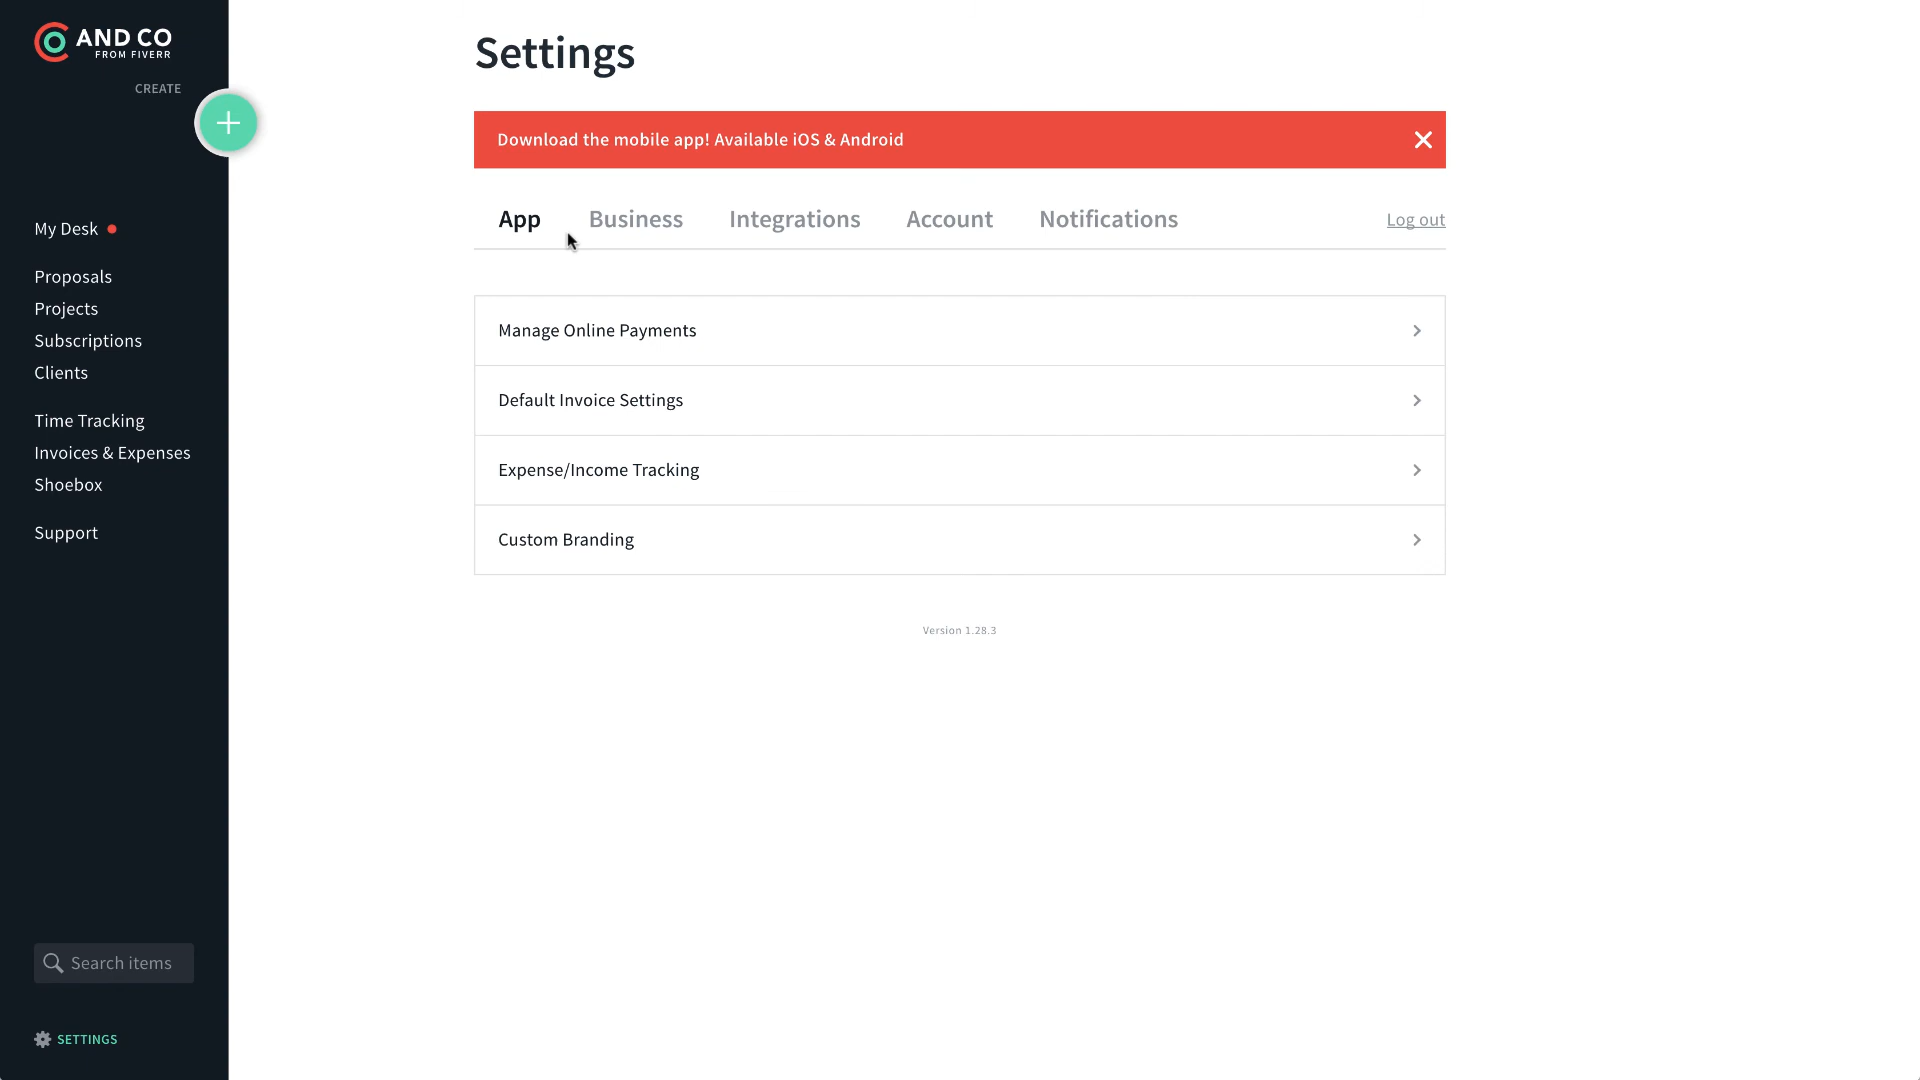 AND CO
FROM FIVERR
CREATE
My Desk
Proposals
Projects
Subscriptions
Clients
Time Tracking
Invoices & Expenses
Shoebox
Support
Search items
SETTINGS
Settings
Download the mobile app! Available iOS & Android
App Business Integrations Account Notifications Log out
Manage Online Payments
Default Invoice Settings
Expense/Income Tracking
Custom Branding
Version 1.28.3